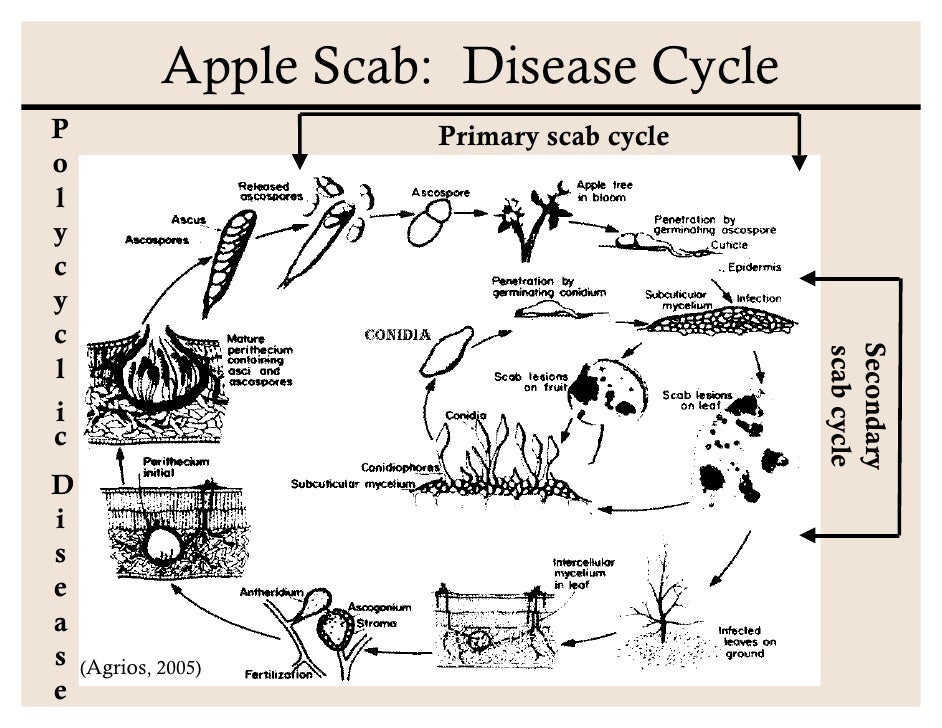 Apple Scab: Disease Cycle
Polycyclic Disease
Primary scab cycle
Released
ascospores
Ascus
Ascospores
Ascospore
Apple tree
in bloom
Penetration by
germinating ascospore
Cuticle
Epidermis
Penetration by
germinating conidium
Subcuticular
mycelium
Infection
CONIDIA
Mature
perithecium
containing
asci and
ascospores
Scab lesions
on fruit
Scab lesions
on leaf
Secondary
scab cycle
Conidia
Conidiophores
Subcuticular mycelium
Perithecium
initial
Intercellular
mycelium
in leaf
Antheridium
Ascogonium
Stroma
Fertilization
Infected
leaves on
ground
(Agrios, 2005)